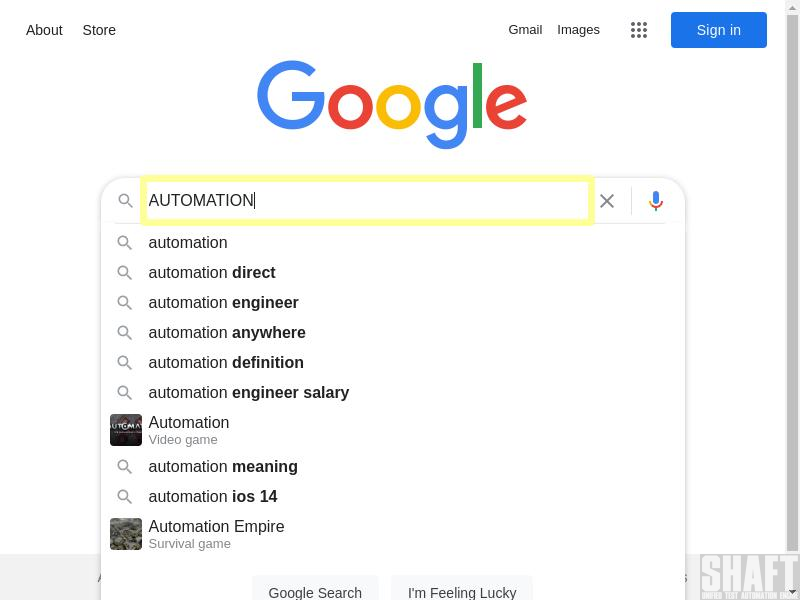 About Store Gmail Images Sign in
Google
AUTOMATION
automation
automation direct
automation engineer
automation anywhere
automation definition
automation engineer salary
Automation
Video game
automation meaning
automation ios 14
Automation Empire
Survival game
Google Search I'm Feeling Lucky
SHAFT